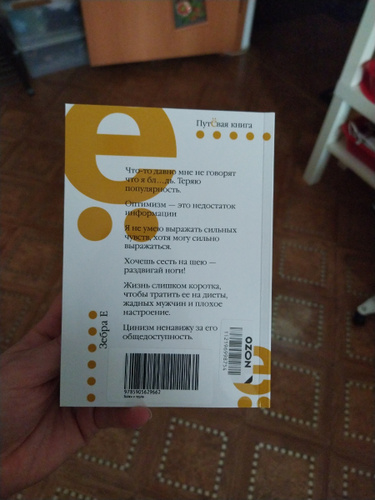 Путёвая книга
Что-то давно мне не говорят
что я бл....дь. Теряю
популярность.
Оптимизм — это недостаток
информации
Я не умею выражать сильных
чувств, хотя могу сильно
выражаться.
Хочешь сесть на шею —
раздвигай ноги!
Жизнь слишком коротка,
чтобы тратить ее на диеты,
жадных мужчин и плохое
настроение.
Цинизм ненавижу за его
общедоступность.
Зебра Е
ё
ё
OZON
9785905629662